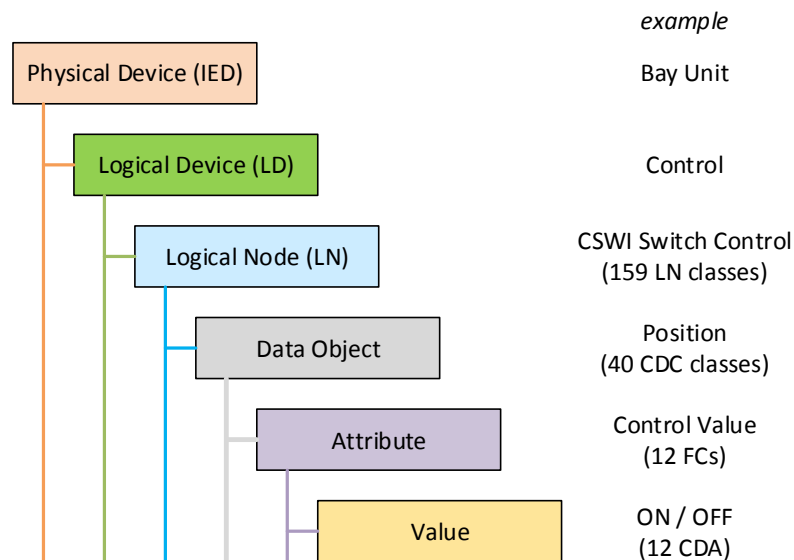 example
Physical Device (IED)
Bay Unit
Logical Device (LD)
Control
Logical Node (LN)
CSWI Switch Control
(159 LN classes)
Data Object
Position
(40 CDC classes)
Attribute
Control Value
(12 FCs)
Value
ON / OFF
(12 CDA)